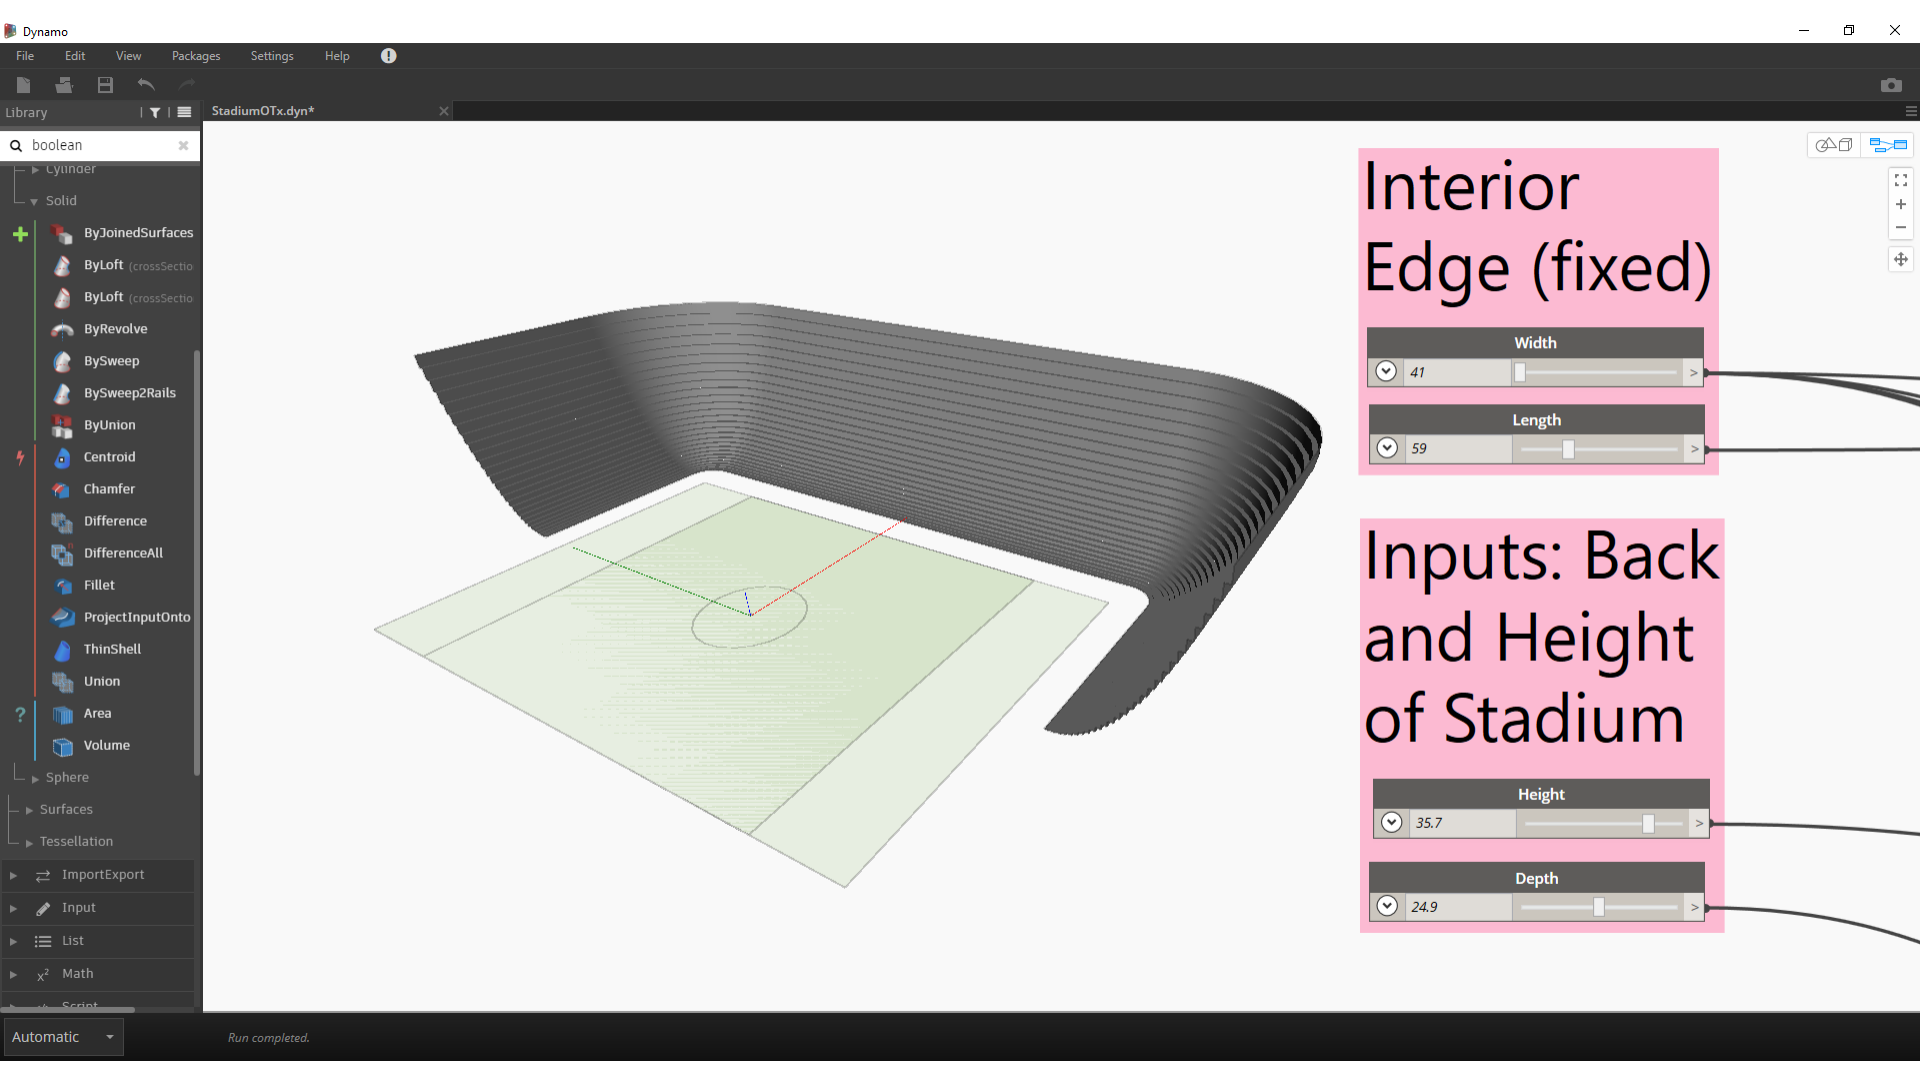 Dynamo
File Edit View Packages Settings Help
Library
StadiumOTx.dyn*
boolean
Cylinder
Solid
ByJoinedSurfaces
ByLoft (crossSectio
ByLoft (crossSectio
ByRevolve
BySweep
BySweep2Rails
ByUnion
Centroid
Chamfer
Difference
DifferenceAll
Fillet
ProjectInputOnto
ThinShell
Union
? Area
Volume
Sphere
Surfaces
Tessellation
ImportExport
Input
List
Math
Script
Interior
Edge (fixed)
Width
41 >
Length
59 >
Inputs: Back
and Height
of Stadium
Height
35.7 >
Depth
24.9 >
Automatic
Run completed.